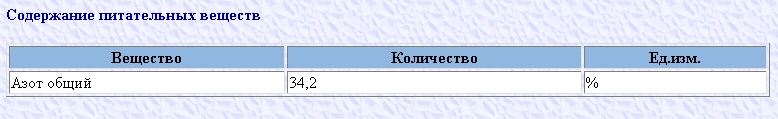 Содержание питательных веществ
Вещество Количество Ед.изм.
Азот общий 34,2 %